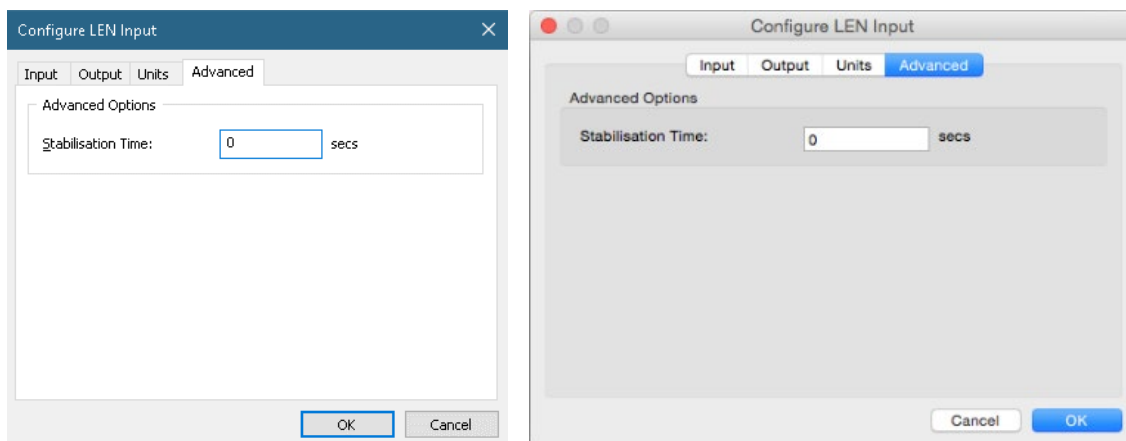 Configure LEN Input
Input Output Units Advanced
Advanced Options
Stabilisation Time: 0 secs
OK Cancel
Configure LEN Input
Input Output Units Advanced
Advanced Options
Stabilisation Time: 0 secs
Cancel OK